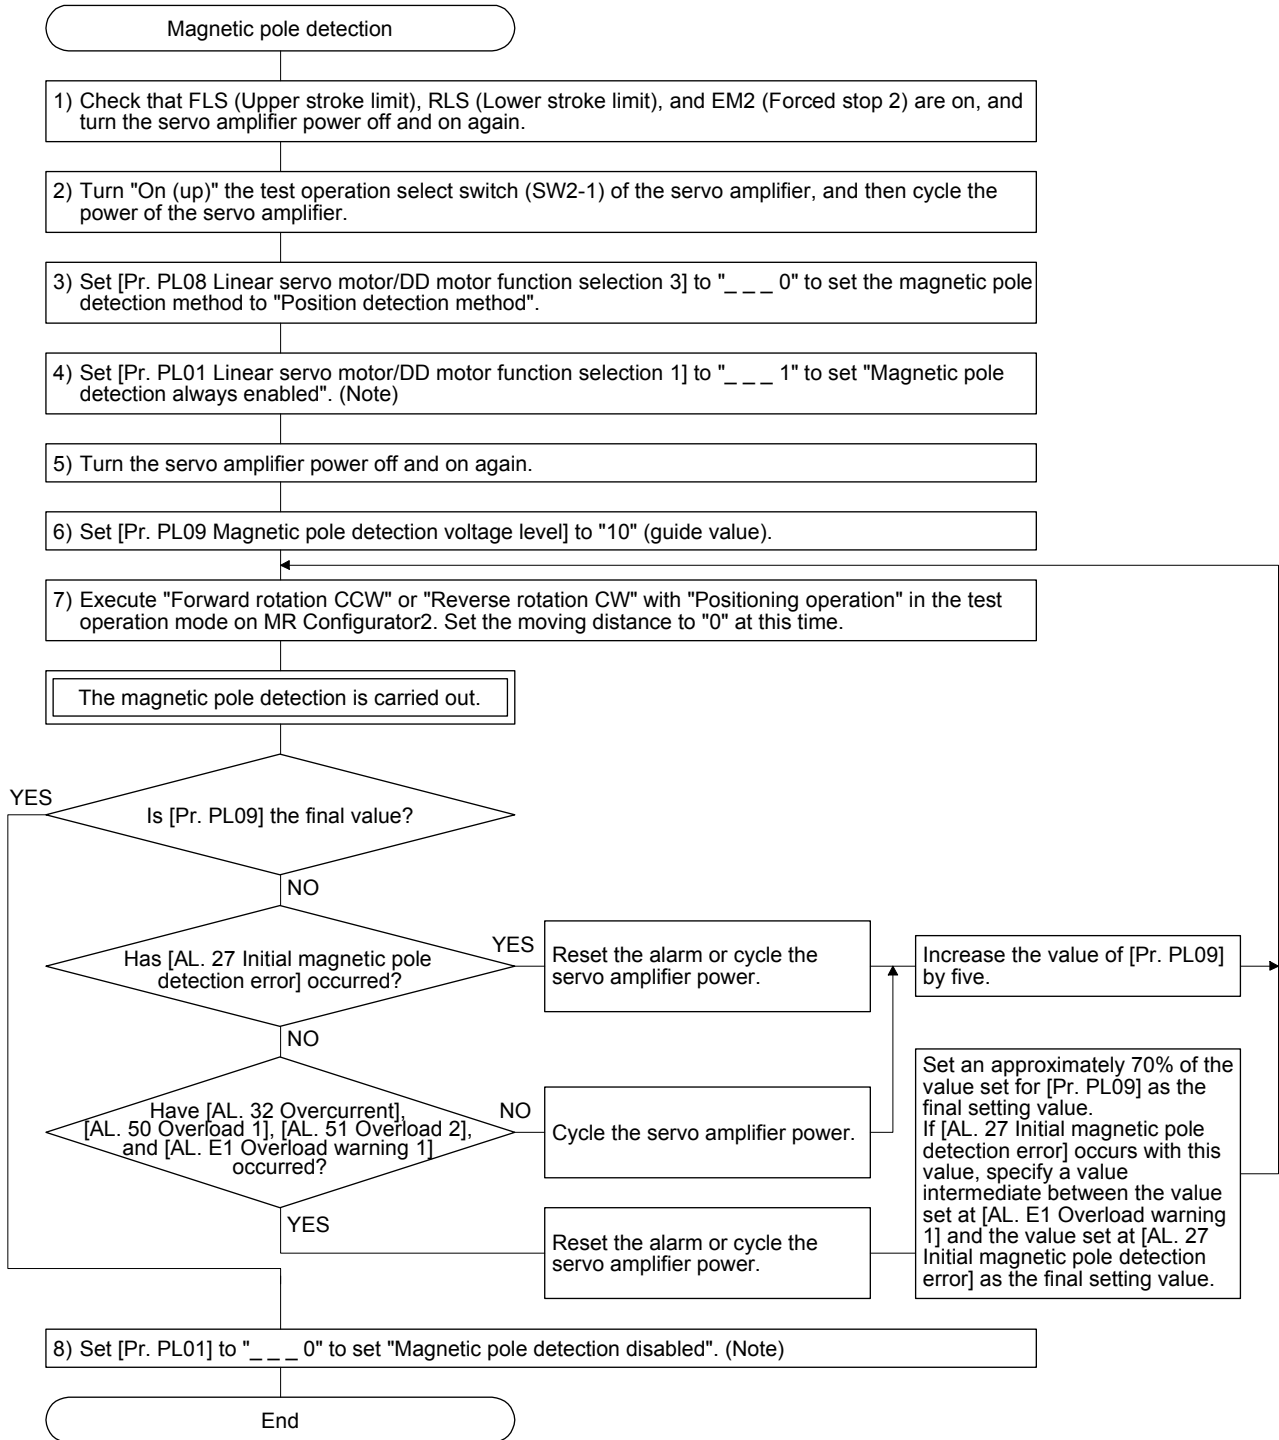 Magnetic pole detection
1) Check that FLS (Upper stroke limit), RLS (Lower stroke limit), and EM2 (Forced stop 2) are on, and
turn the servo amplifier power off and on again.
2) Turn "On (up)" the test operation select switch (SW2-1) of the servo amplifier, and then cycle the
power of the servo amplifier.
3) Set [Pr. PL08 Linear servo motor/DD motor function selection 3] to "_ _ _ 0" to set the magnetic pole
detection method to "Position detection method".
4) Set [Pr. PL01 Linear servo motor/DD motor function selection 1] to "_ _ _ 1" to set "Magnetic pole
detection always enabled". (Note)
5) Turn the servo amplifier power off and on again.
6) Set [Pr. PL09 Magnetic pole detection voltage level] to "10" (guide value).
7) Execute "Forward rotation CCW" or "Reverse rotation CW" with "Positioning operation" in the test
operation mode on MR Configurator2. Set the moving distance to "0" at this time.
The magnetic pole detection is carried out.
YES
Is [Pr. PL09] the final value?
NO
Has [AL. 27 Initial magnetic pole
detection error] occurred?
YES
Reset the alarm or cycle the
servo amplifier power.
Increase the value of [Pr. PL09]
by five.
NO
Have [AL. 32 Overcurrent],
[AL. 50 Overload 1], [AL. 51 Overload 2],
and [AL. E1 Overload warning 1]
occurred?
NO
Cycle the servo amplifier power.
YES
Reset the alarm or cycle the
servo amplifier power.
Set an approximately 70% of the
value set for [Pr. PL09] as the
final setting value.
If [AL. 27 Initial magnetic pole
detection error] occurs with this
value, specify a value
intermediate between the value
set at [AL. E1 Overload warning
1] and the value set at [AL. 27
Initial magnetic pole detection
error] as the final setting value.
8) Set [Pr. PL01] to "_ _ _ 0" to set "Magnetic pole detection disabled". (Note)
End